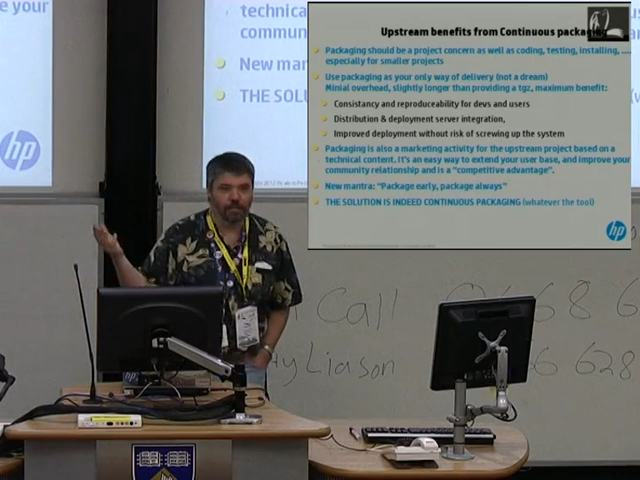 e your
technica
commun
New mar
THE SOLU
hp
Upstream benefits from Continuous packag
Packaging should be a project concern as well as coding, testing, installing, ....
especially for smaller projects
Use packaging as your only way of delivery (not a dream)
Minial overhead, slightly longer than providing a tgz, maximum benefit:
Consistancy and reproduceability for devs and users
Distribution & deployment server integration,
Improved deployment without risk of screwing up the system
Packaging is also a marketing activity for the upstream project based on a
technical content. It's an easy way to extend your user base, and improve your
community relationship and is a "competitive advantage".
New mantra: "Package early, package always"
THE SOLUTION IS INDEED CONTINUOUS PACKAGING (whatever the tool)
hp
Call
68 6
y Liason
6 628